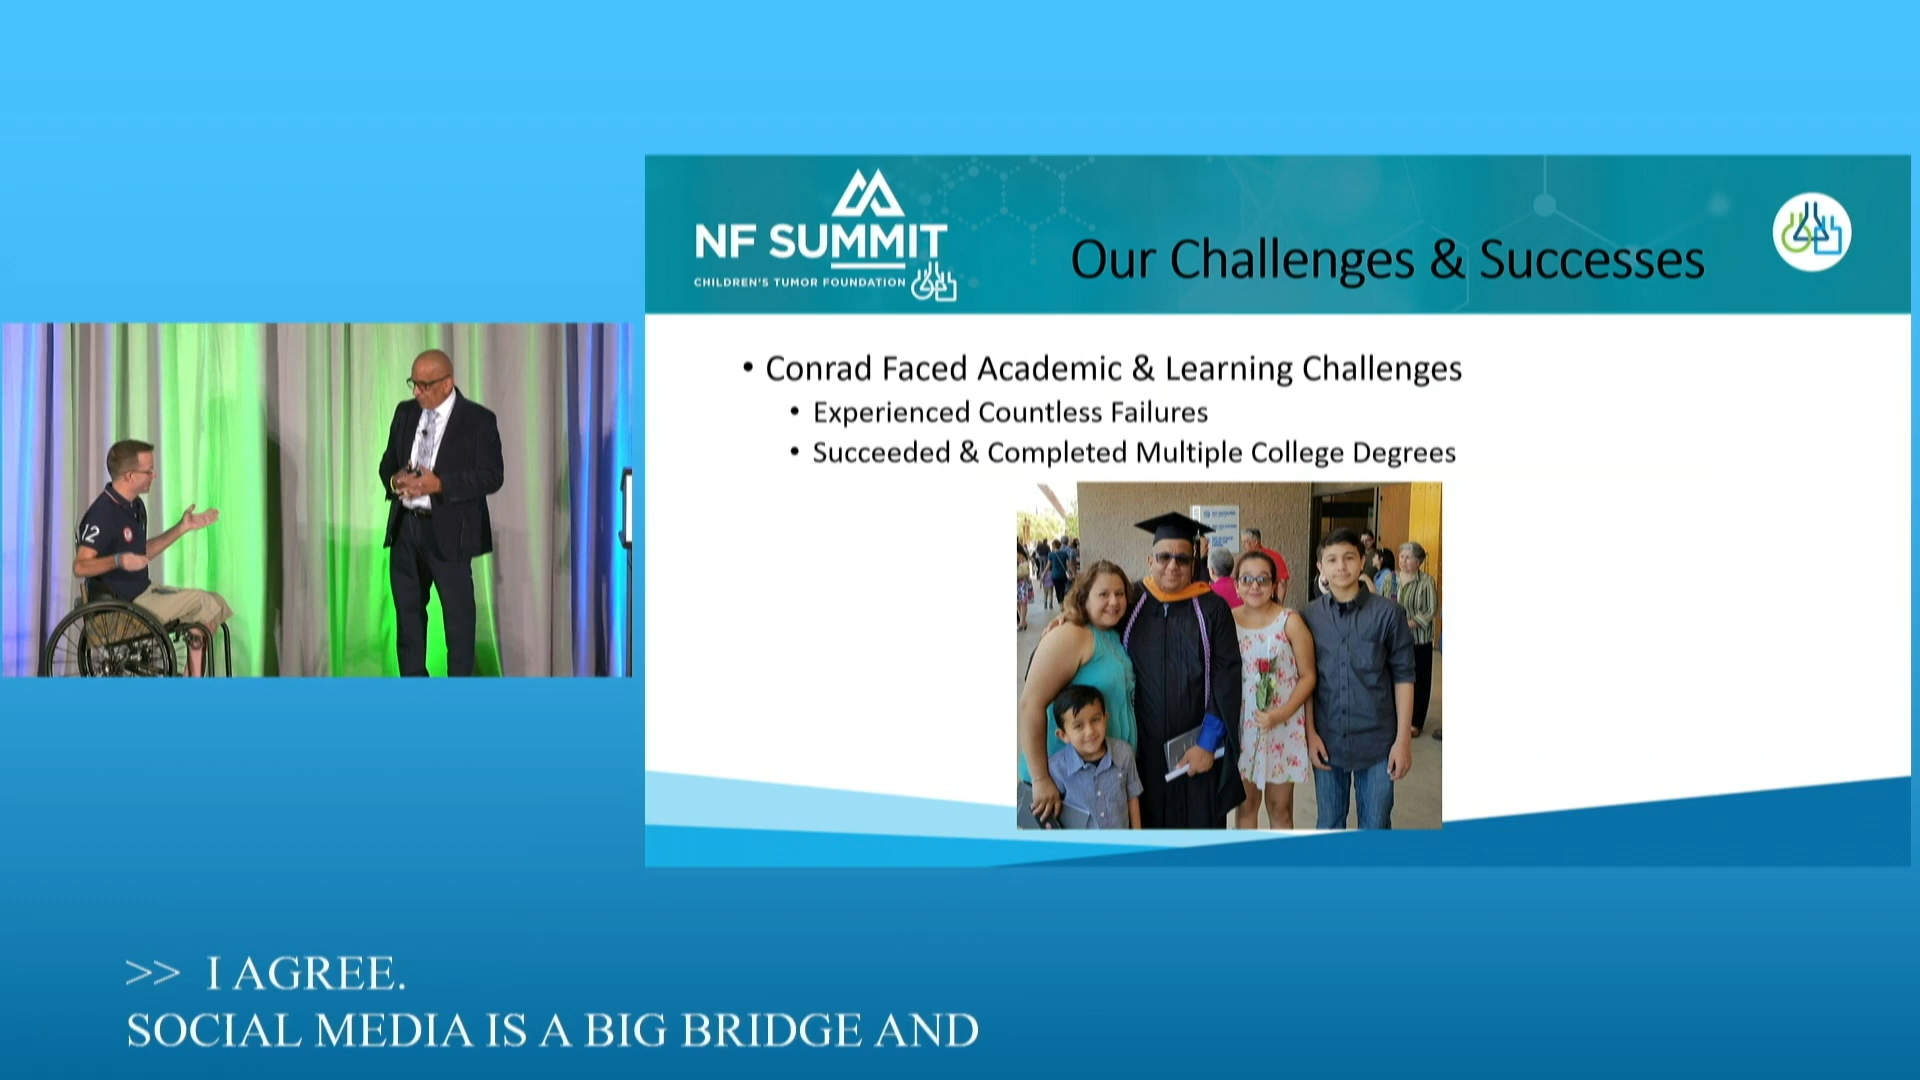 NF SUMMIT
CHILDREN'S TUMOR FOUNDATION
Our Challenges & Successes
• Conrad Faced Academic & Learning Challenges
• Experienced Countless Failures
• Succeeded & Completed Multiple College Degrees
12
>> I AGREE.
SOCIAL MEDIA IS A BIG BRIDGE AND